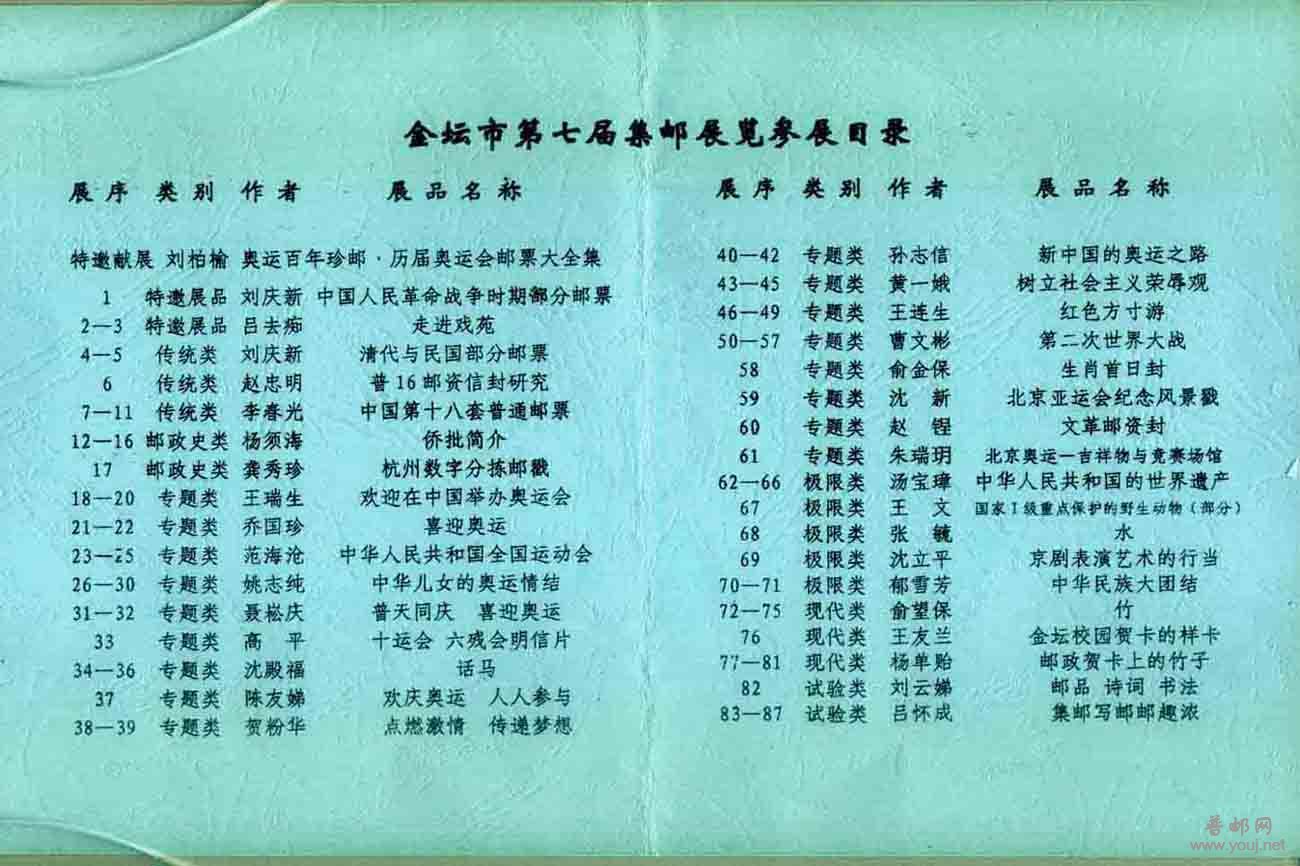 金坛市第七届集邮展览参展目录
展序 类别 作者 展品名称
特邀献展 刘柏榆 奥运百年珍邮·历届奥运会邮票大全集
1 特邀展品 刘庆新 中国人民革命战争时期部分邮票
2—3 特邀展品 吕去痴 走进戏苑
4—5 传统类 刘庆新 清代与民国部分邮票
6 传统类 赵忠明 普16邮资信封研究
7—11 传统类 李春光 中国第十八套普通邮票
12—16 邮政史类 杨须海 侨批简介
17 邮政史类 龚秀珍 杭州数字分拣邮戳
18—20 专题类 王瑞生 欢迎在中国举办奥运会
21—22 专题类 乔国珍 喜迎奥运
23—25 专题类 范海沧 中华人民共和国全国运动会
26—30 专题类 姚志纯 中华儿女的奥运情结
31—32 专题类 聂崧庆 普天同庆 喜迎奥运
33 专题类 高平 十运会 六残会明信片
34—36 专题类 沈殿福 话马
37 专题类 陈友娣 欢庆奥运 人人参与
38—39 专题类 贺粉华 点燃激情 传递梦想
展序 类别 作者 展品名称
40—42 专题类 孙志信 新中国的奥运之路
43—45 专题类 黄一娥 树立社会主义荣辱观
46—49 专题类 王连生 红色方寸游
50—57 专题类 曹文彬 第二次世界大战
58 专题类 俞金保 生肖首日封
59 专题类 沈新 北京亚运会纪念风景戳
60 专题类 赵锃 文革邮资封
61 专题类 朱瑞玥 北京奥运—吉祥物与竞赛场馆
62—66 极限类 汤宝璋 中华人民共和国的世界遗产
67 极限类 王文 国家Ⅰ级重点保护的野生动物(部分)
68 极限类 张毓 水
69 极限类 沈立平 京剧表演艺术的行当
70—71 极限类 郁雪芳 中华民族大团结
72—75 现代类 俞望保 竹
76 现代类 王友兰 金坛校园贺卡的样卡
77—81 现代类 杨单贻 邮政贺卡上的竹子
82 试验类 刘云娣 邮品 诗词 书法
83—87 试验类 吕怀成 集邮写邮邮趣浓
普邮网
www.youj.net